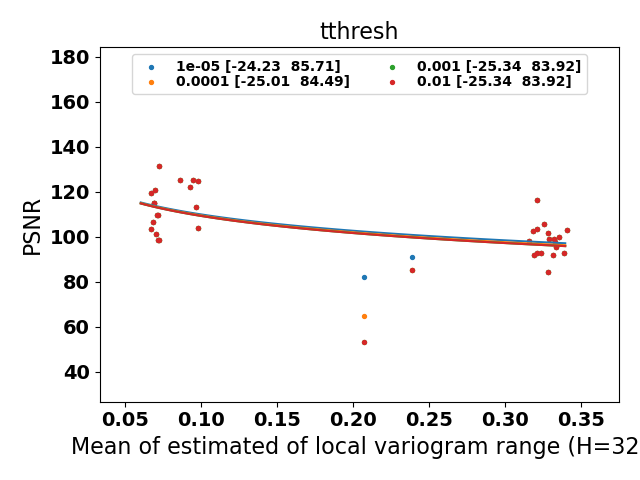 tthresh
1e-05 [-24.23  85.71]
0.0001 [-25.01  84.49]
0.001 [-25.34  83.92]
0.01 [-25.34  83.92]
PSNR
180
160
140
120
100
80
60
40
0.05 0.10 0.15 0.20 0.25 0.30 0.35
Mean of estimated of local variogram range (H=32